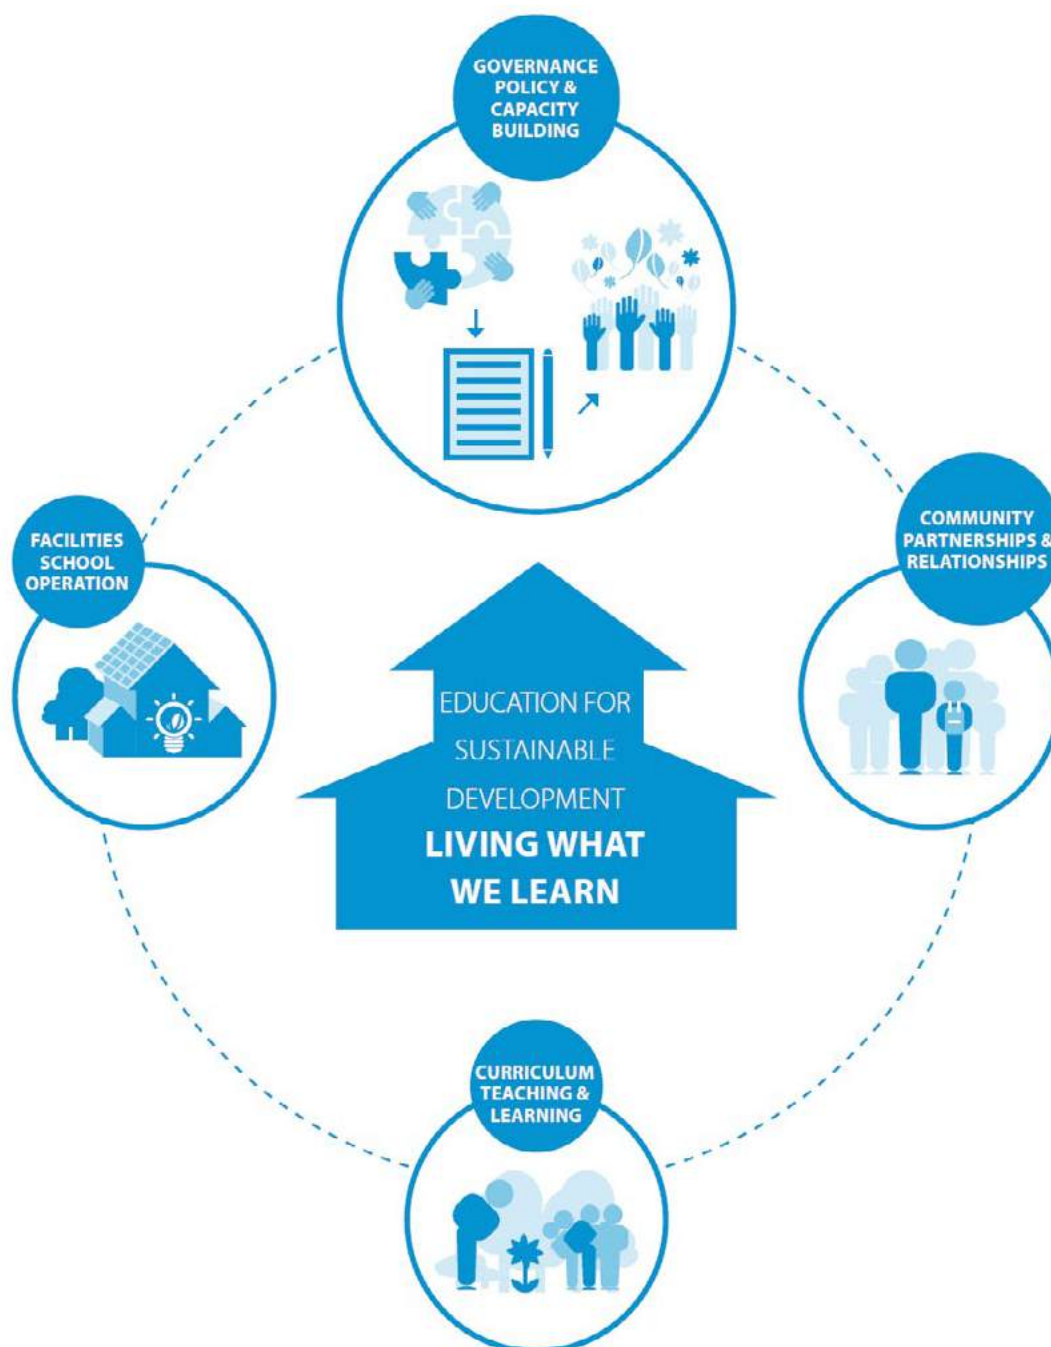 GOVERNANCE
POLICY &
CAPACITY
BUILDING
FACILITIES
SCHOOL
OPERATION
COMMUNITY
PARTNERSHIPS &
RELATIONSHIPS
EDUCATION FOR
SUSTAINABLE
DEVELOPMENT
LIVING WHAT
WE LEARN
CURRICULUM
TEACHING &
LEARNING